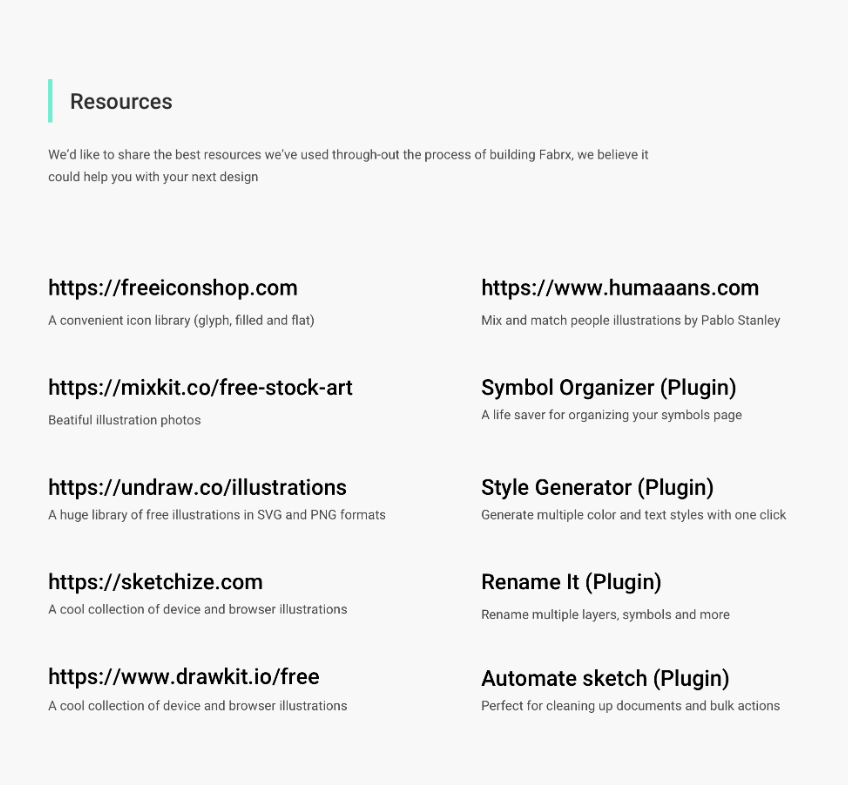 Resources
We'd like to share the best resources we've used through-out the process of building Fabrx, we believe it
could help you with your next design
https://freeiconshop.com
A convenient icon library (glyph, filled and flat)
https://mixkit.co/free-stock-art
Beatiful illustration photos
https://undraw.co/illustrations
A huge library of free illustrations in SVG and PNG formats
https://sketchize.com
A cool collection of device and browser illustrations
https://www.drawkit.io/free
A cool collection of device and browser illustrations
https://www.humaaans.com
Mix and match people illustrations by Pablo Stanley
Symbol Organizer (Plugin)
A life saver for organizing your symbols page
Style Generator (Plugin)
Generate multiple color and text styles with one click
Rename It (Plugin)
Rename multiple layers, symbols and more
Automate sketch (Plugin)
Perfect for cleaning up documents and bulk actions